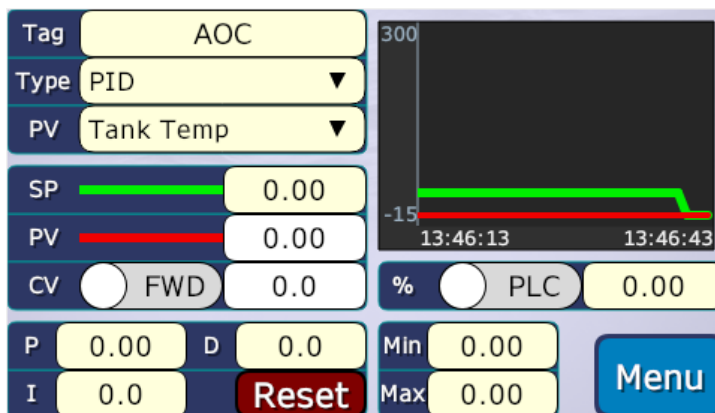 Tag AOC
Type PID ▼
PV Tank Temp ▼
SP 0.00
PV 0.00
CV FWD 0.0
P 0.00 D 0.0
I 0.0 Reset
300
-15
13:46:13 13:46:43
% PLC 0.00
Min 0.00
Max 0.00
Menu